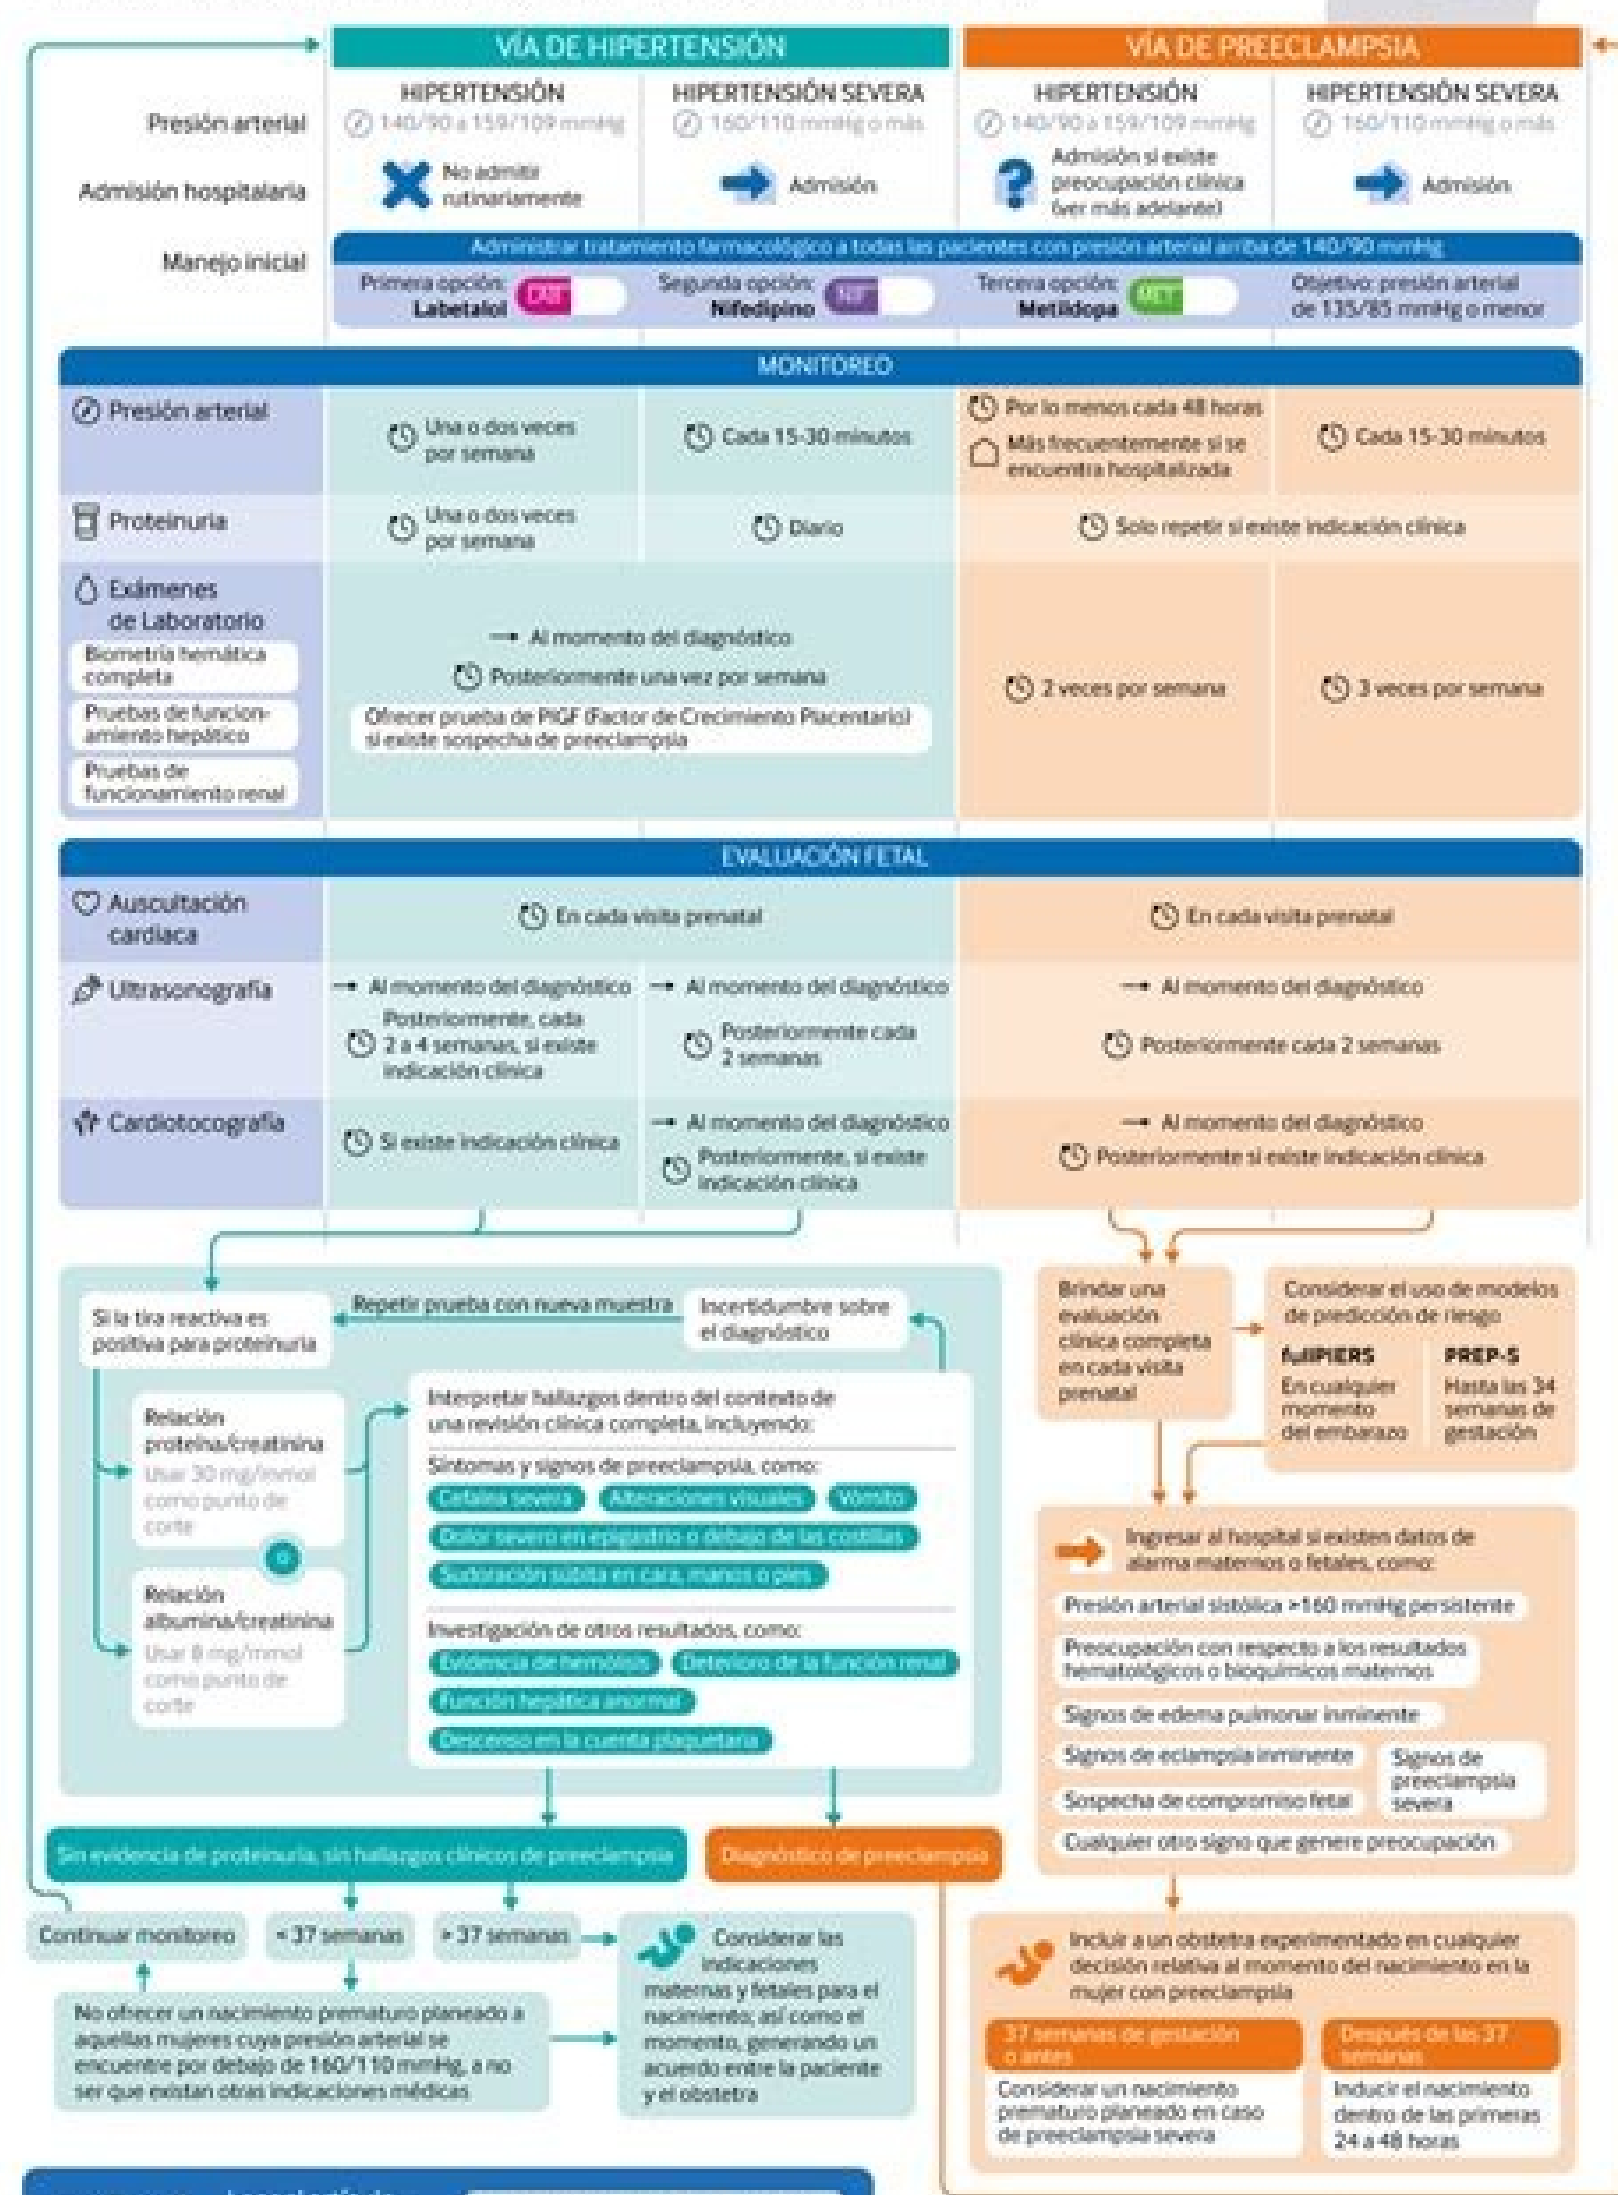 VÍA DE HIPERTENSIÓN
VÍA DE PREECLAMPSIA
HIPERTENSIÓN
HIPERTENSIÓN SEVERA
HIPERTENSIÓN
HIPERTENSIÓN SEVERA
Presión arterial
140/90 a 159/109 mmHg
160/110 mmHg o más
140/90 a 159/109 mmHg
160/110 mmHg o más
Admisión hospitalaria
No admitir
rutinariamente
Admisión
Admisión si existe
preocupación clínica
(ver más adelante)
Admisión
Manejo inicial
Administrar tratamiento farmacológico a todas las pacientes con presión arterial arriba de 140/90 mmHg
Primera opción:
Labetalol
LAB
Segunda opción:
Nifedipino
NIF
Tercera opción:
Metildopa
MET
Objetivo: presión arterial
de 135/85 mmHg o menor
MONITOREO
Presión arterial
Una o dos veces
por semana
Cada 15-30 minutos
Por lo menos cada 48 horas
Más frecuentemente si se
encuentra hospitalizada
Cada 15-30 minutos
Proteinuria
Una o dos veces
por semana
Diario
Solo repetir si existe indicación clínica
Exámenes
de Laboratorio
Biometría hemática
completa
Pruebas de funcion-
amiento hepático
Pruebas de
funcionamiento renal
Al momento del diagnóstico
Posteriormente una vez por semana
Ofrecer prueba de PlGF (Factor de Crecimiento Placentario)
si existe sospecha de preeclampsia
2 veces por semana
3 veces por semana
EVALUACIÓN FETAL
Auscultación
cardiaca
En cada visita prenatal
En cada visita prenatal
Ultrasonografía
Al momento del diagnóstico
Posteriormente, cada
2 a 4 semanas, si existe
indicación clínica
Al momento del diagnóstico
Posteriormente cada
2 semanas
Al momento del diagnóstico
Posteriormente cada 2 semanas
Cardiotocografía
Si existe indicación clínica
Al momento del diagnóstico
Posteriormente, si existe
indicación clínica
Al momento del diagnóstico
Posteriormente si existe indicación clínica
Si la tira reactiva es
positiva para proteinuria
Repetir prueba con nueva muestra
Incertidumbre sobre
el diagnóstico
Relación
proteína/creatinina
Usar 30 mg/mmol
como punto de
corte
o
Relación
albumina/creatinina
Usar 8 mg/mmol
como punto de
corte
Interpretar hallazgos dentro del contexto de
una revisión clínica completa, incluyendo:
Síntomas y signos de preeclampsia, como:
Cefalea severa
Alteraciones visuales
Vómito
Dolor severo en epigastrio o debajo de las costillas
Sudoración súbita en cara, manos o pies
Investigación de otros resultados, como:
Evidencia de hemólisis
Deterioro de la función renal
Función hepática anormal
Descenso en la cuenta plaquetaria
Brindar una
evaluación
clínica completa
en cada visita
prenatal
Considerar el uso de modelos
de predicción de riesgo
fullPIERS
En cualquier
momento
del embarazo
PREP-S
Hasta las 34
semanas de
gestación
Ingresar al hospital si existen datos de
alarma maternos o fetales, como:
Presión arterial sistólica >160 mmHg persistente
Preocupación con respecto a los resultados
hematológicos o bioquímicos maternos
Signos de edema pulmonar inminente
Signos de eclampsia inminente
Signos de
preeclampsia
severa
Sospecha de compromiso fetal
Cualquier otro signo que genere preocupación
Sin evidencia de proteinuria, sin hallazgos clínicos de preeclampsia
Diagnóstico de preeclampsia
Continuar monitoreo
< 37 semanas
> 37 semanas
No ofrecer un nacimiento prematuro planeado a
aquellas mujeres cuya presión arterial se
encuentre por debajo de 160/110 mmHg, a no
ser que existan otras indicaciones médicas
Considerar las
indicaciones
maternas y fetales para el
nacimiento; así como el
momento, generando un
acuerdo entre la paciente
y el obstetra
Incluir a un obstetra experimentado en cualquier
decisión relativa al momento del nacimiento en la
mujer con preeclampsia
37 semanas de gestación
o antes
Considerar un nacimiento
prematuro planeado en caso
de preeclampsia severa
Después de las 37
semanas
Inducir el nacimiento
dentro de las primeras
24 a 48 horas